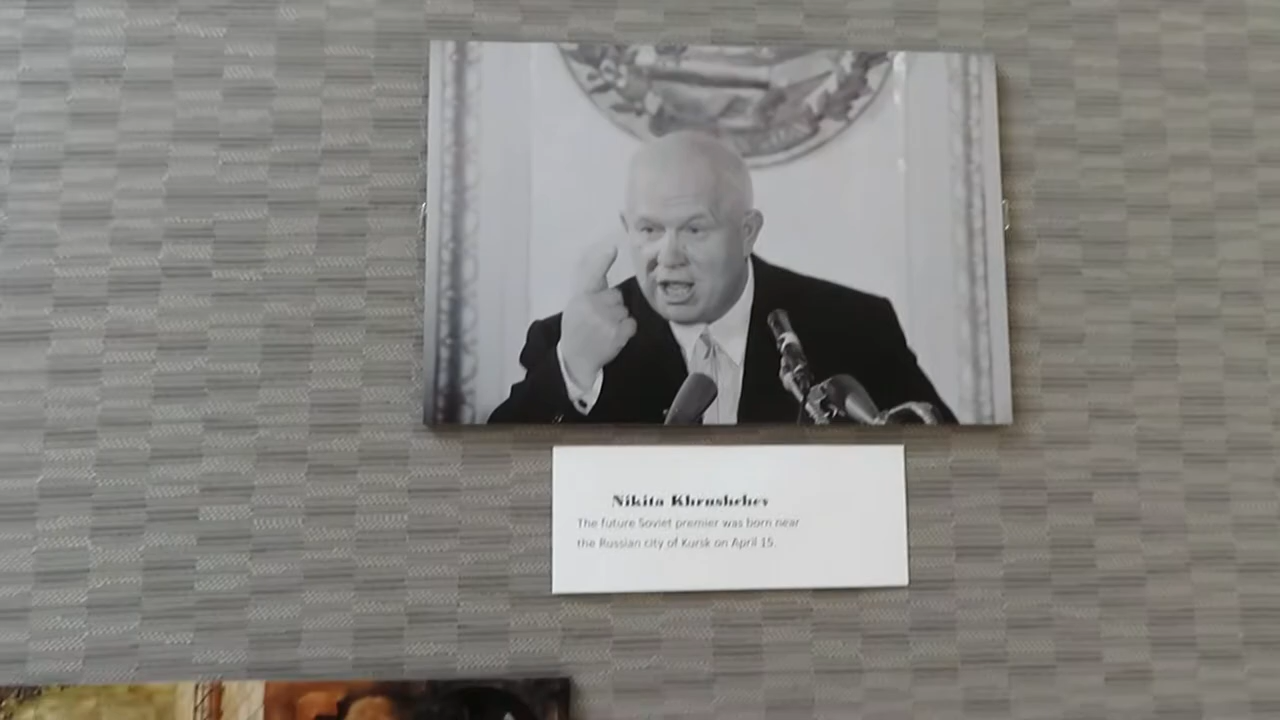 Nikita Khrushchev
The future Soviet premier was born near
the Russian city of Kursk on April 15.